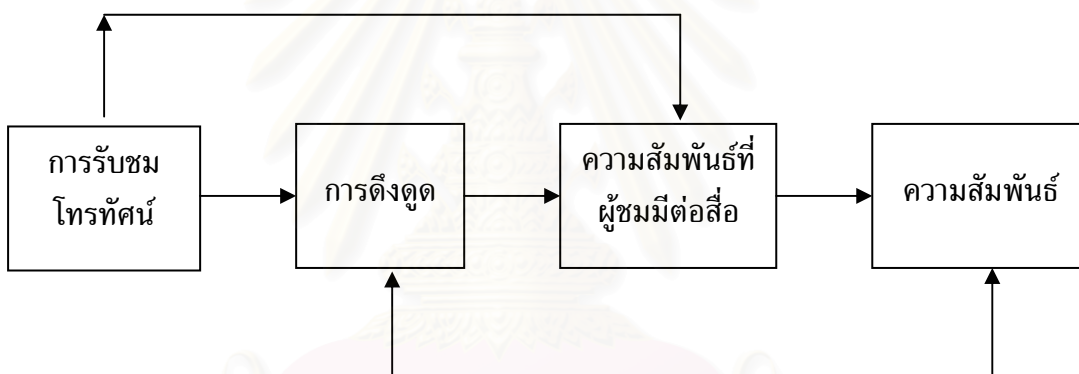 การรับชม
โทรทัศน์
การดึงดูด
ความสัมพันธ์ที่
ผู้ชมมีต่อสื่อ
ความสัมพันธ์